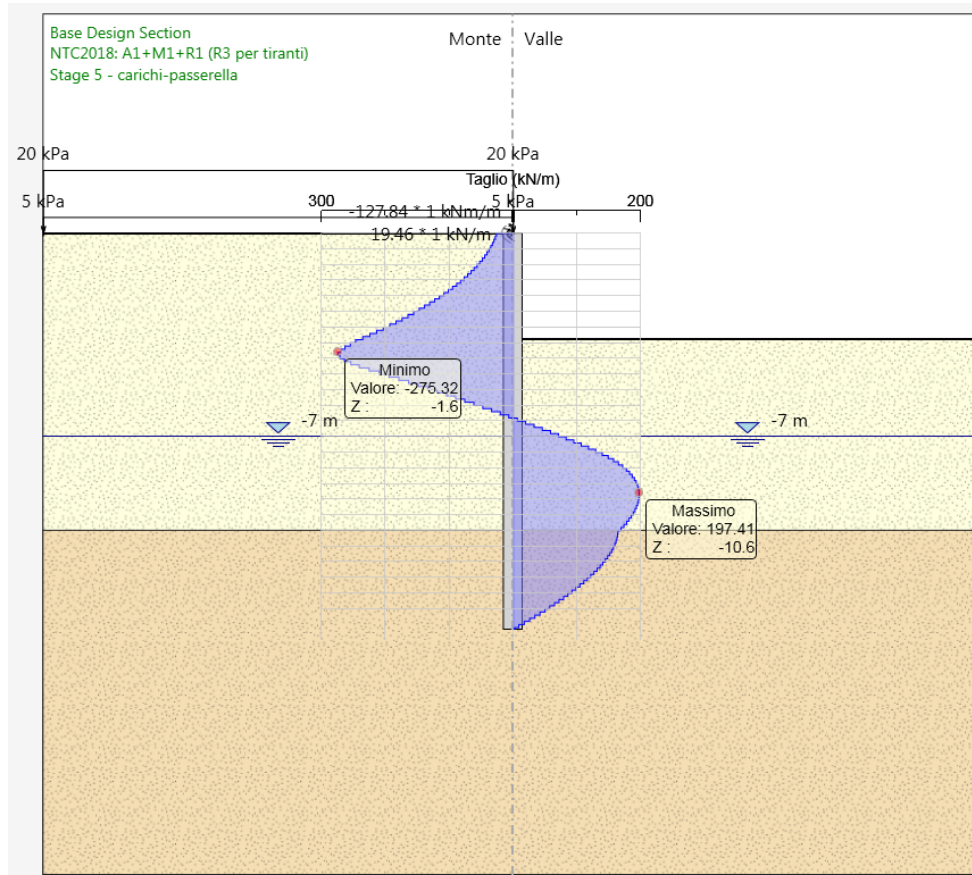 Base Design Section
NTC2018: A1+M1+R1 (R3 per tiranti)
Stage 5 - carichi-passerella
Monte Valle
20 kPa 20 kPa
Taglio (kN/m)
5 kPa 300 5 kPa 200
-127.84 * 1 kNm/m
19.46 * 1 kN/m
Minimo
Valore: -275.32
Z : -1.6
-7 m -7 m
Massimo
Valore: 197.41
Z : -10.6